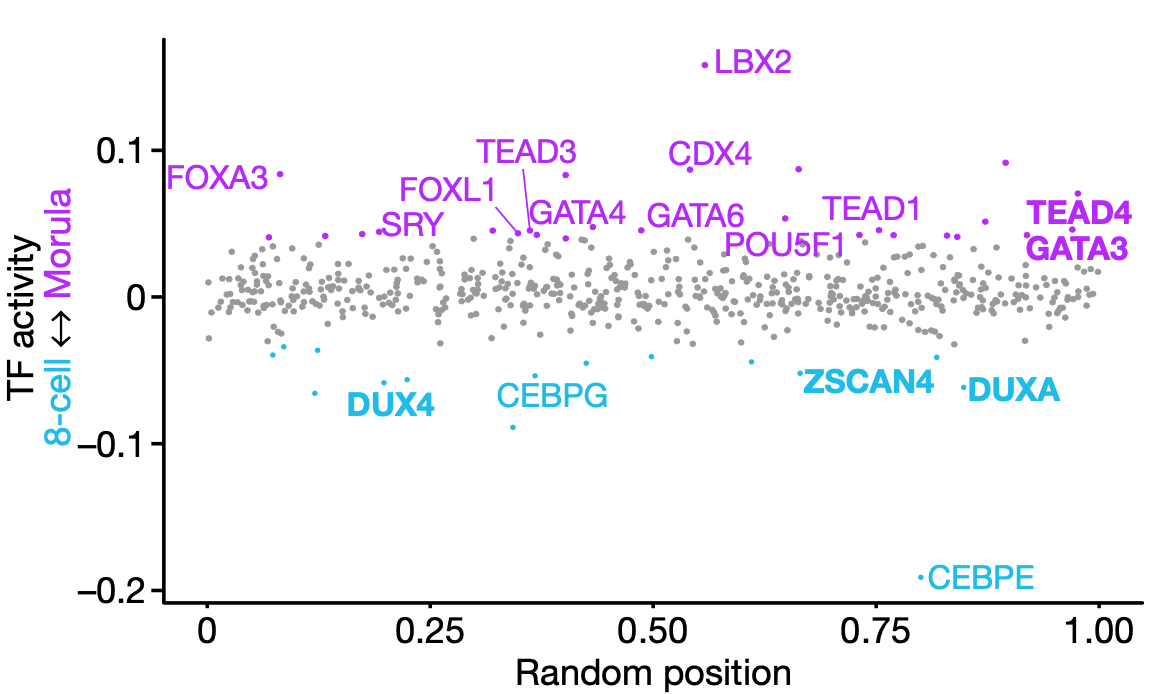 LBX2
0.1
TEAD3
CDX4
FOXA3
FOXL1
GATA4
GATA6
TEAD1
TEAD4
SRY
POU5F1
GATA3
0
TF activity
8-cell ↔ Morula
ZSCAN4
DUXA
DUX4
CEBPG
−0.1
CEBPE
−0.2
0 0.25 0.50 0.75 1.00
Random position